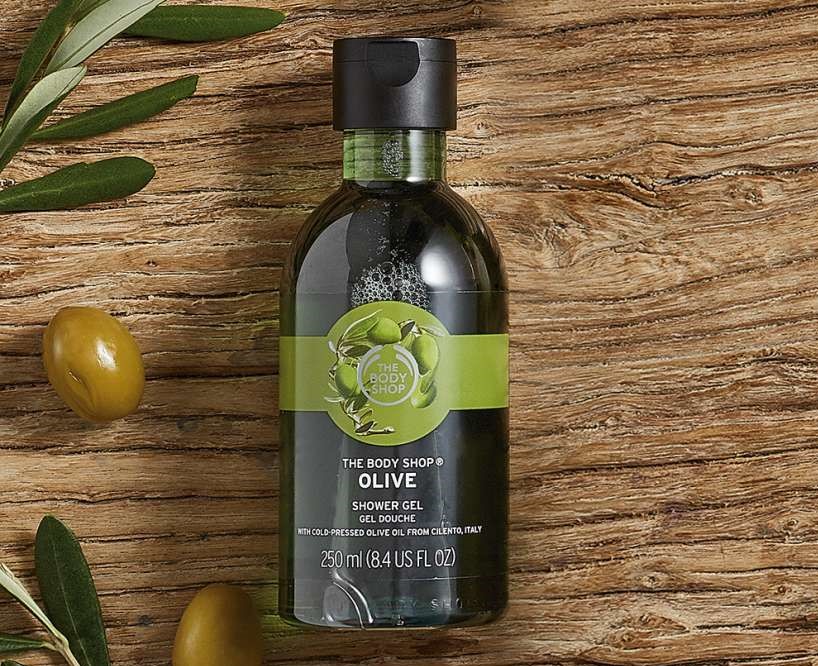 THE
BODY
SHOP
THE BODY SHOP®
OLIVE
SHOWER GEL
GEL DOUCHE
WITH COLD-PRESSED OLIVE OIL FROM CILENTO, ITALY
250 ml (8.4 US FL OZ)